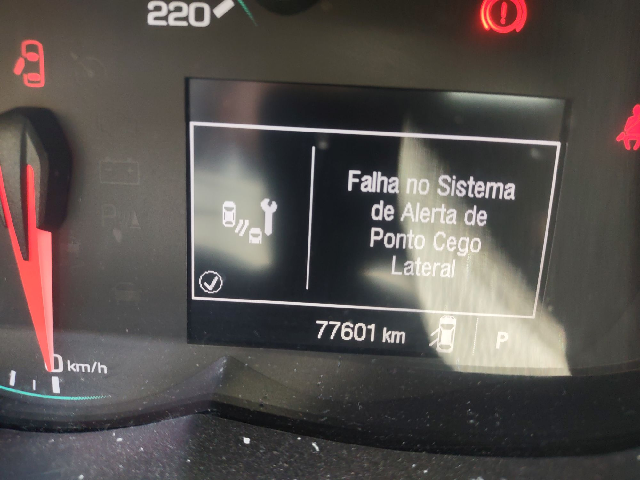 220
Falha no Sistema
de Alerta de
Ponto Cego
Lateral
77601 km
P
0 km/h